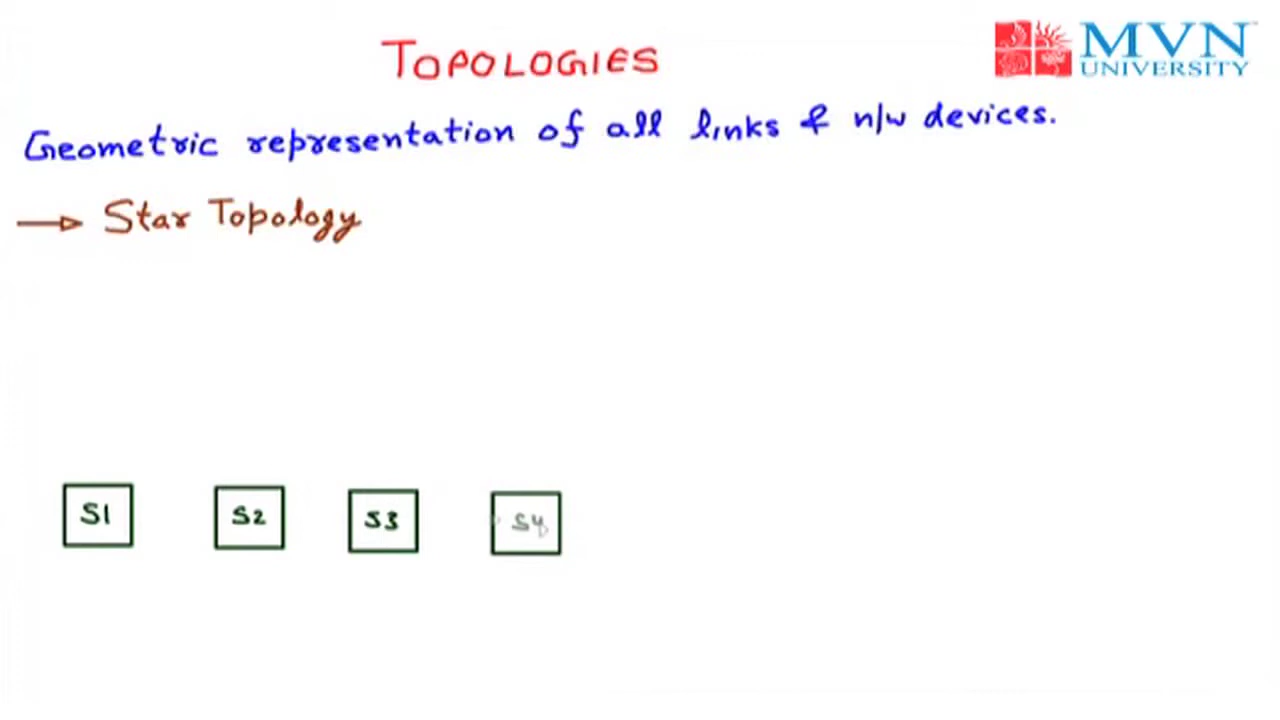 TOPOLOGIES
MVN
UNIVERSITY
Geometric representation of all links & n/w devices.
Star Topology
S1 S2 S3 S4